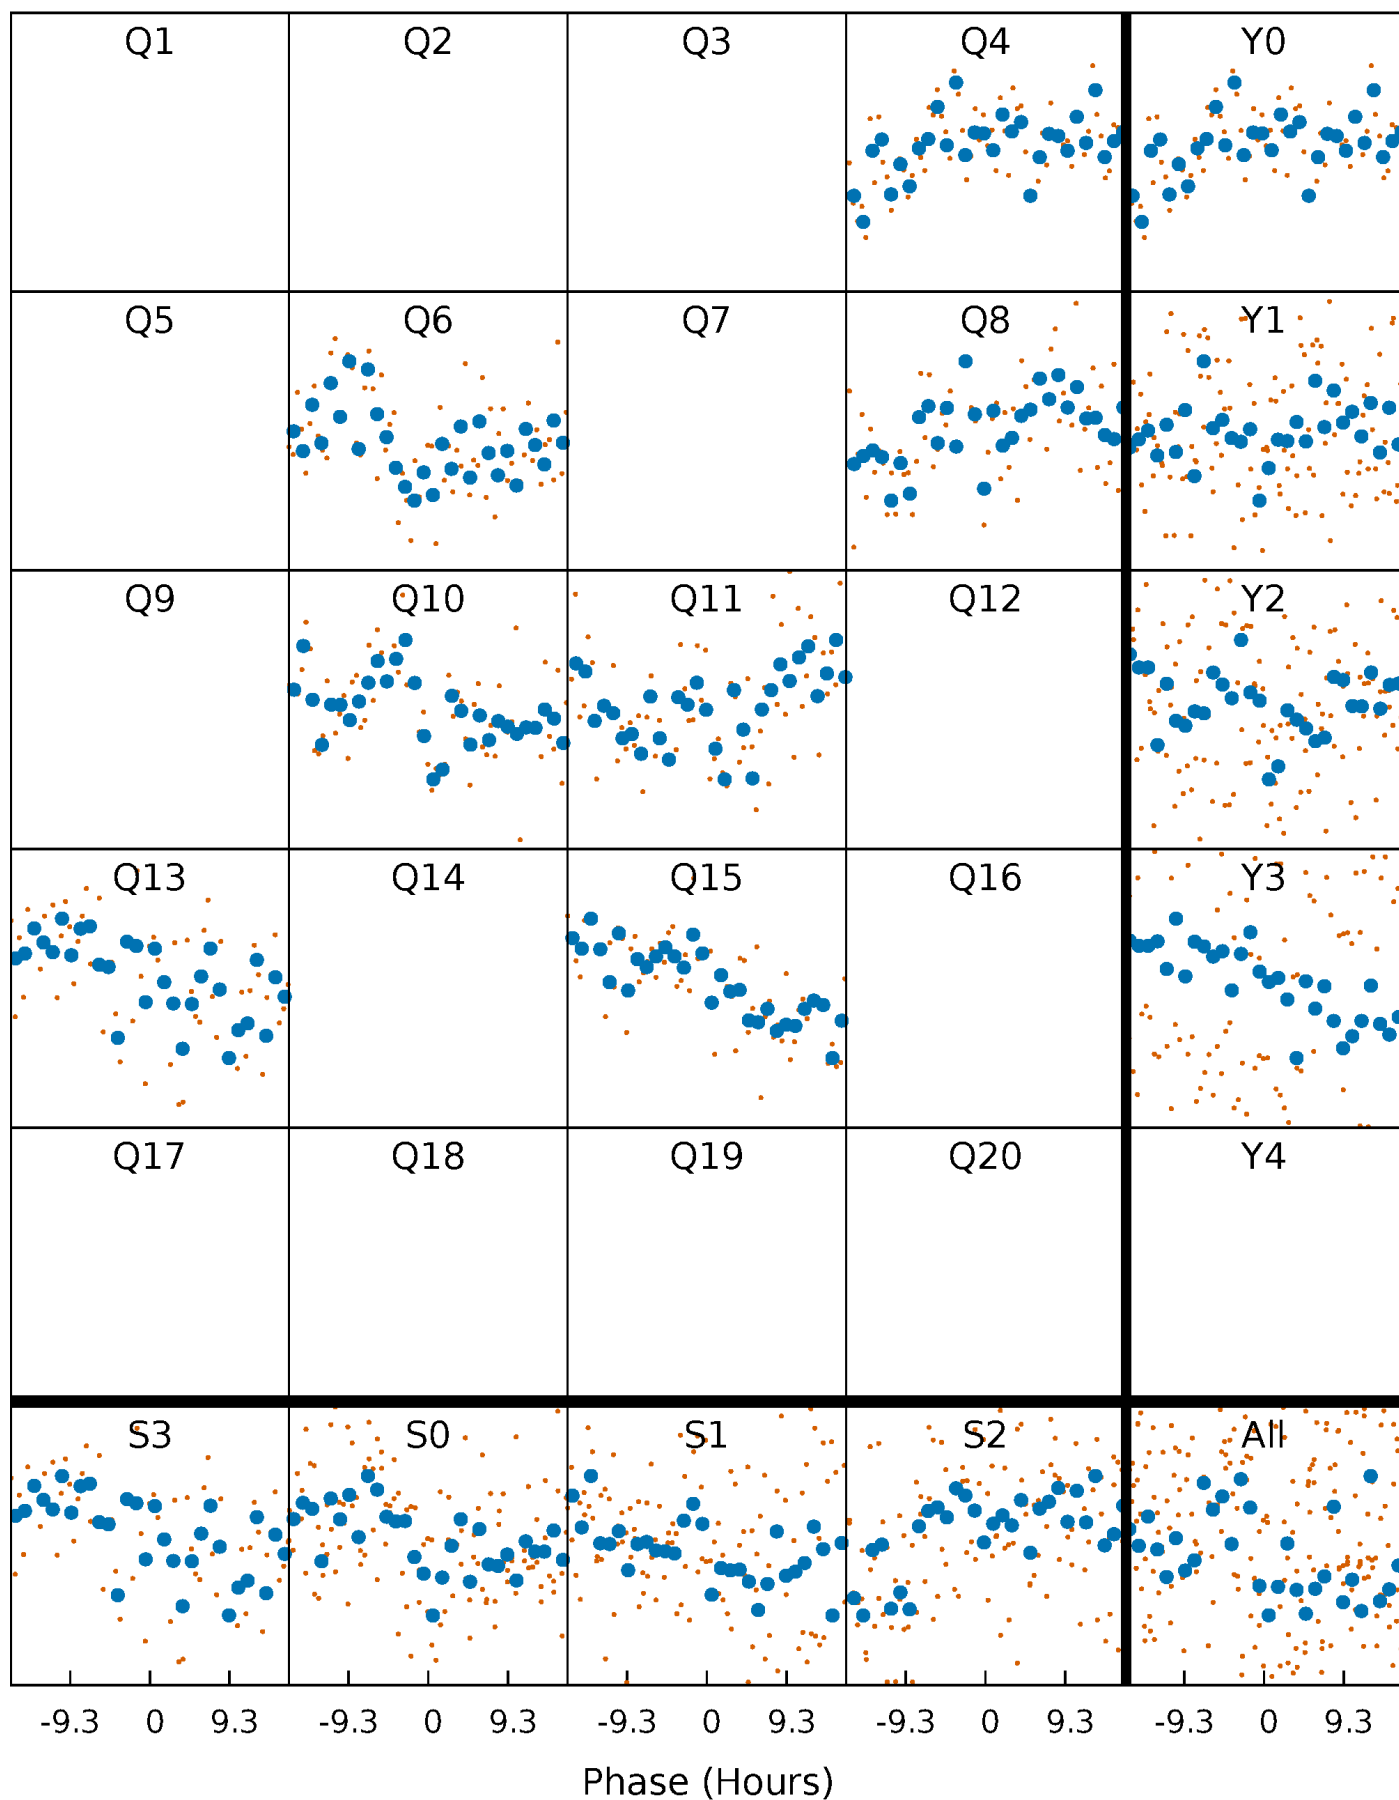 Q1 Q2 Q3 Q4 Y0
Q5 Q6 Q7 Q8 Y1
Q9 Q10 Q11 Q12 Y2
Q13 Q14 Q15 Q16 Y3
Q17 Q18 Q19 Q20 Y4
S3 S0 S1 S2 All
-9.3 0 9.3 -9.3 0 9.3 -9.3 0 9.3 -9.3 0 9.3 -9.3 0 9.3
Phase (Hours)